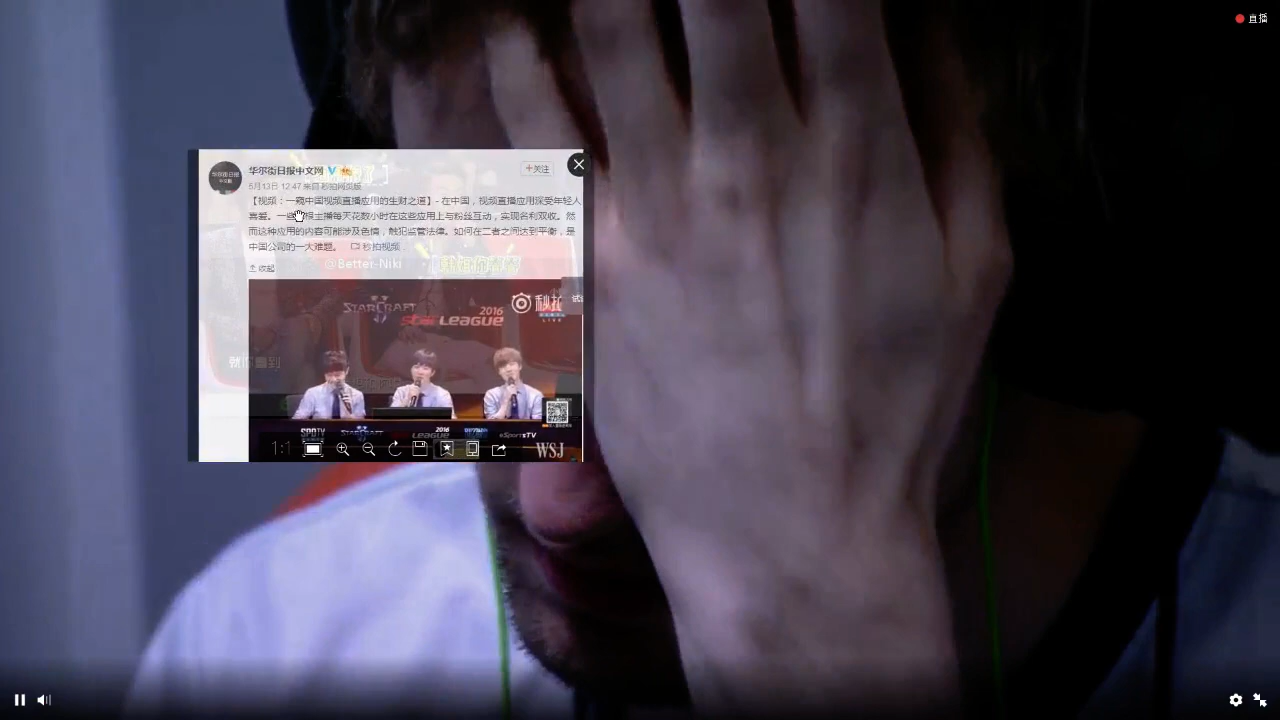 直播
华尔街日报中文网
+关注
5月13日 12:47 来自 秒拍网页版
【视频：一窥中国视频直播应用的生财之道】- 在中国，视频直播应用深受年轻人
喜爱。一些 主播每天花数小时在这些应用上与粉丝互动，实现名利双收。然
而这种应用的内容可能涉及色情，触犯监管法律。如何在二者之间达到平衡，是
中国公司的一大难题。 秒拍视频
收起
@Better-Niki
秒拍
STARCRAFT
2016
STAR LEAGUE
SPOTV
STARCRAFT
2016
LEAGUE
eSportsTV
1:1
WSJ